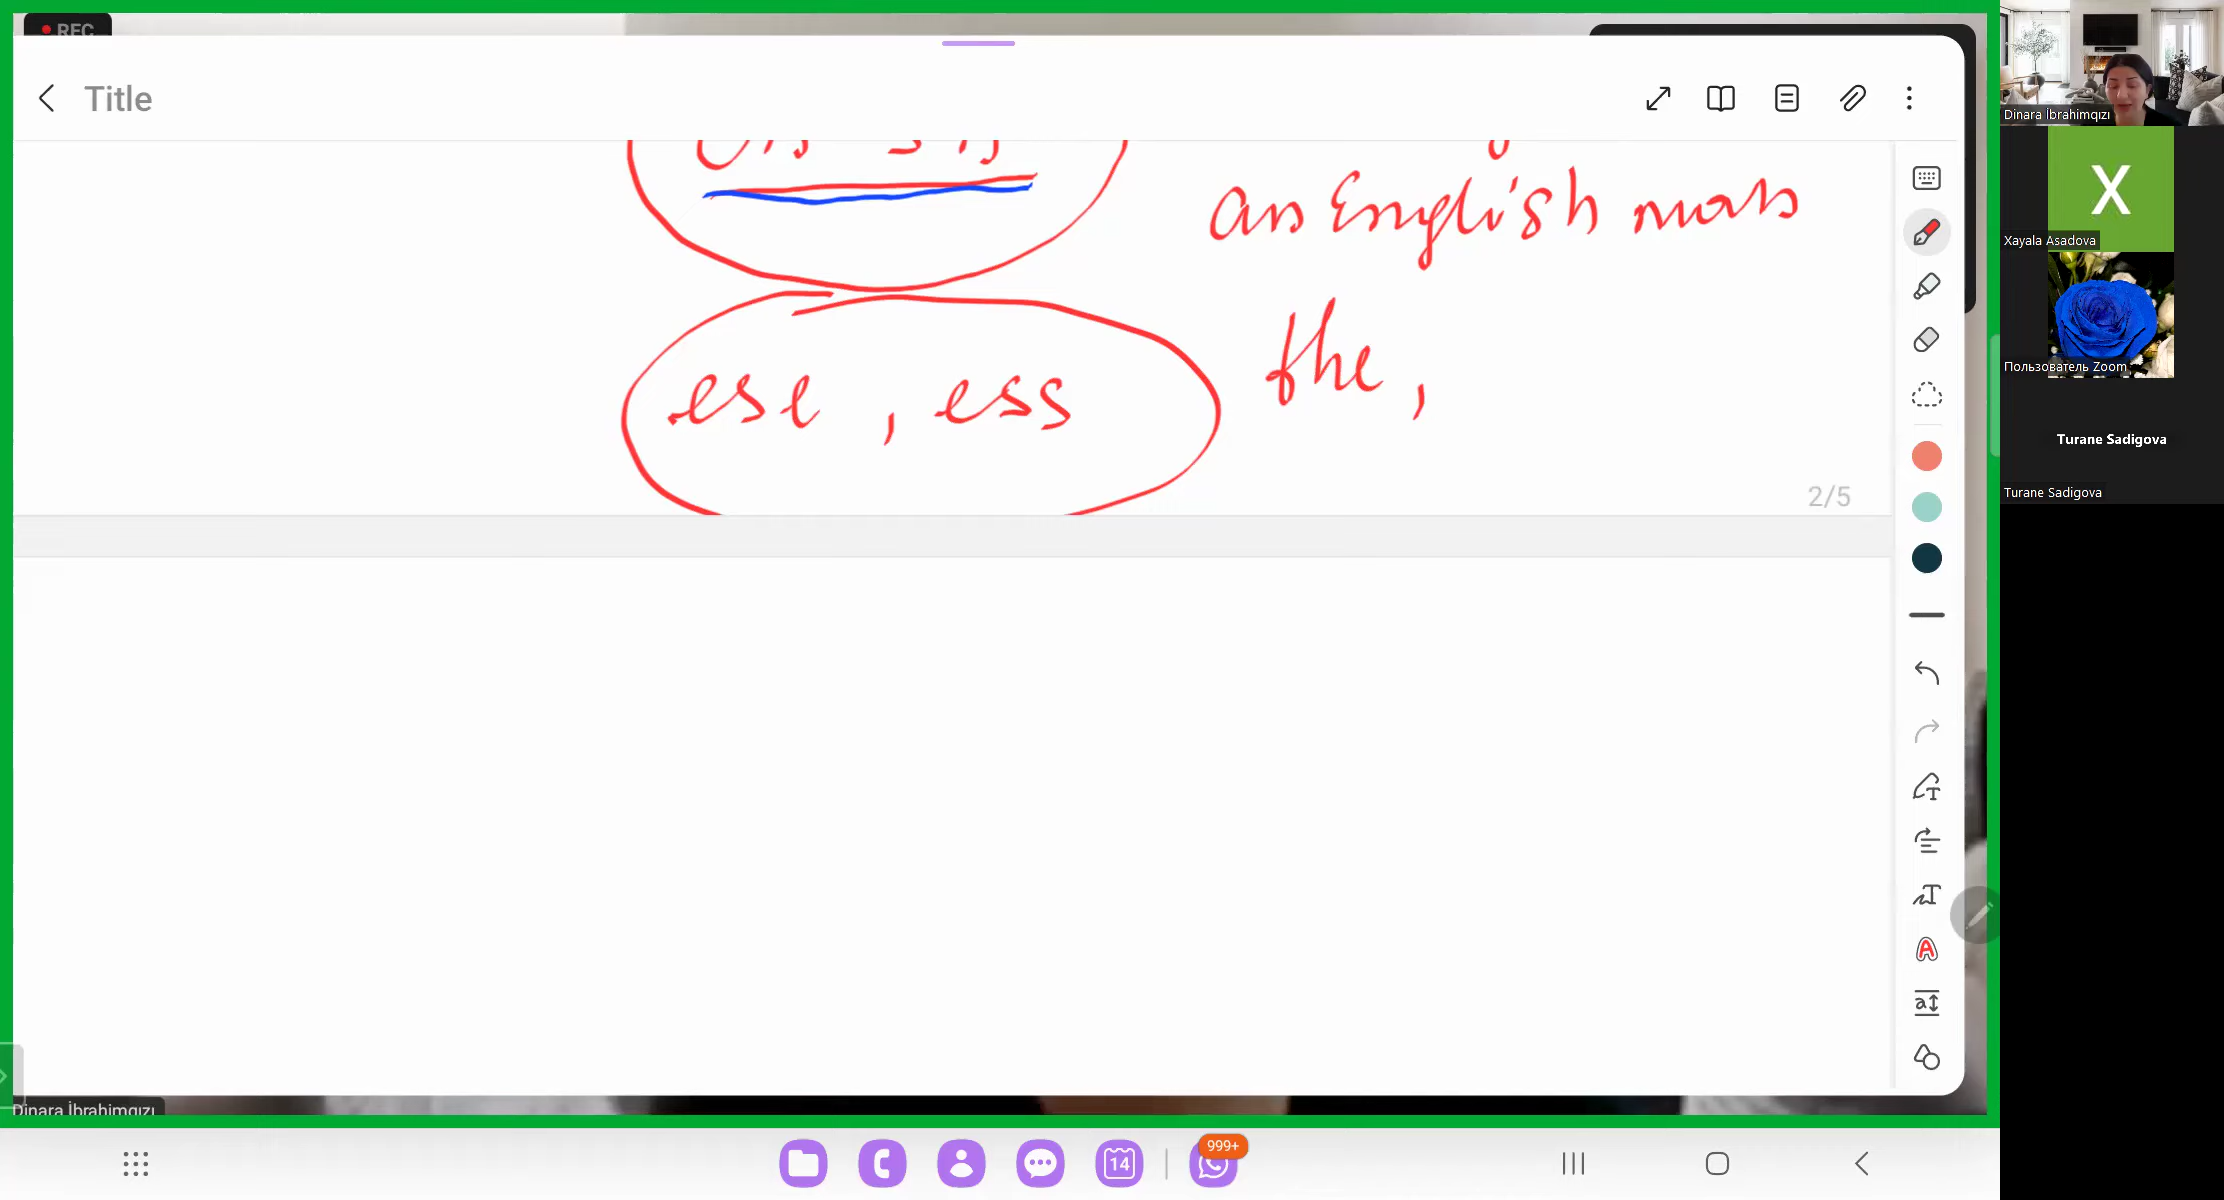 REC
Title
an English man
the,
ese, ess
2/5
Dinara İbrahimqızı
Xayala Asadova
Пользователь Zoom
Turane Sadigova
Turane Sadigova
Dinara İbrahimqızı
14
999+